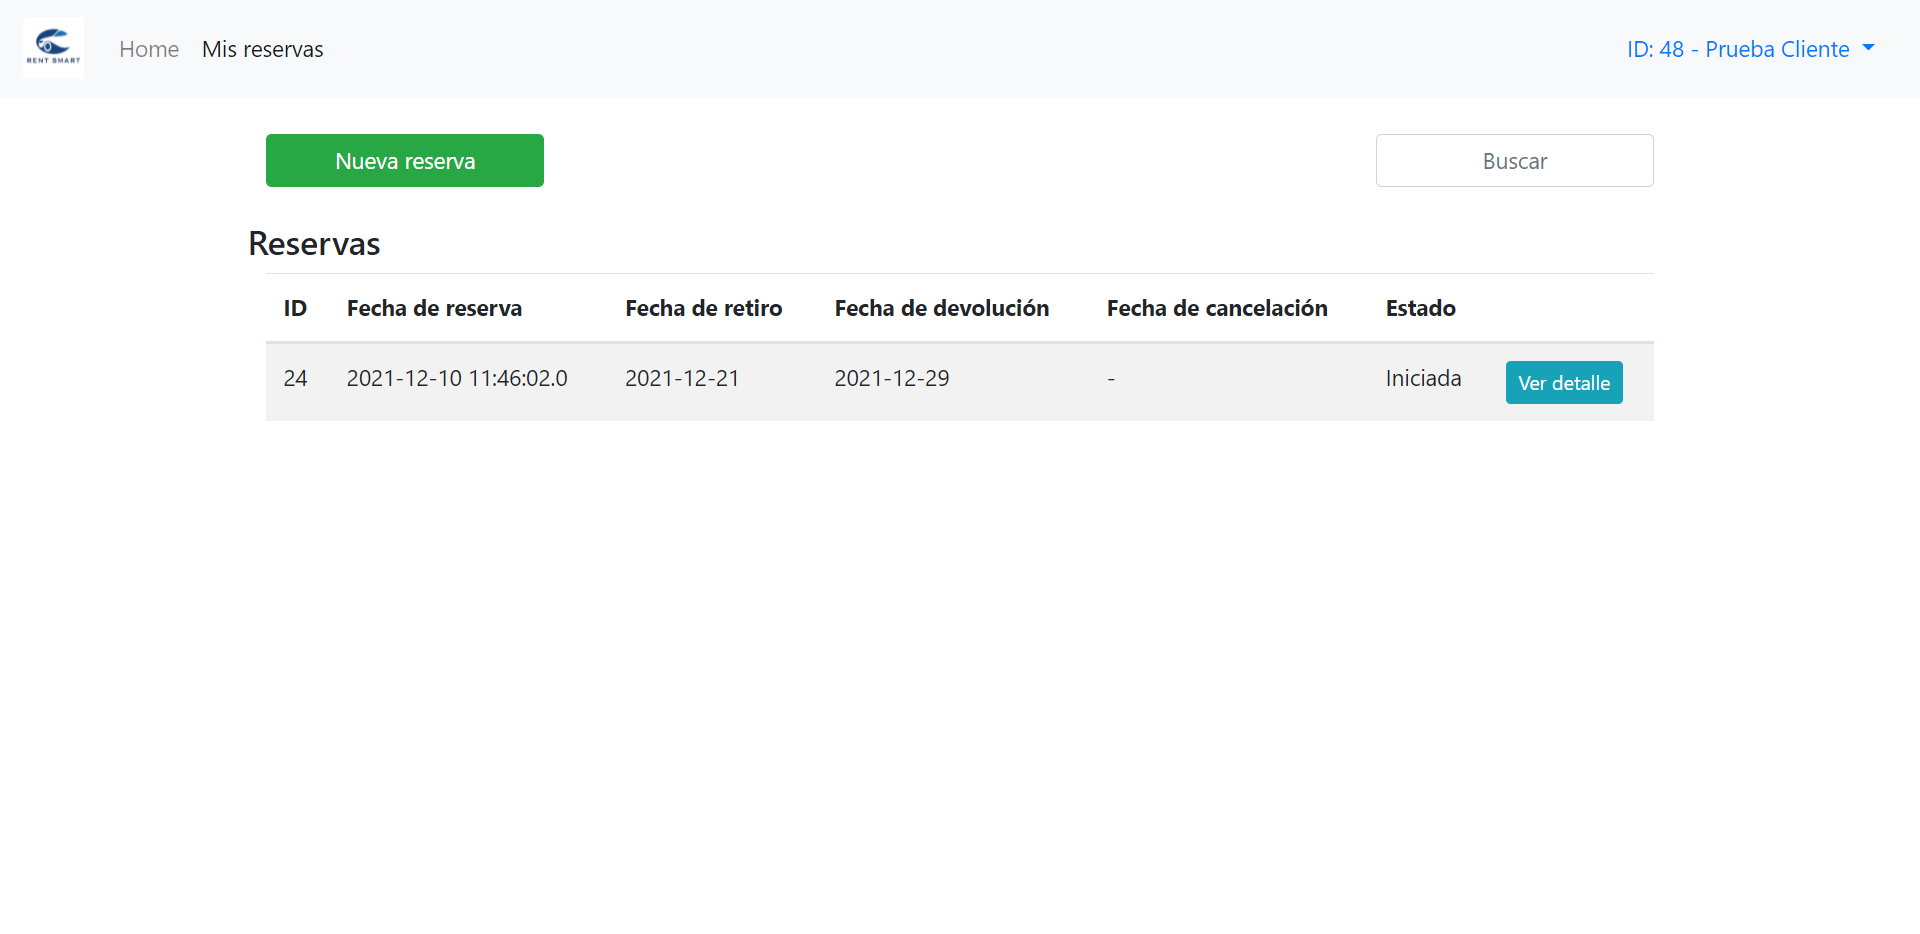 RENT SMART
Home Mis reservas ID: 48 - Prueba Cliente
Nueva reserva Buscar
Reservas
ID Fecha de reserva Fecha de retiro Fecha de devolución Fecha de cancelación Estado
24 2021-12-10 11:46:02.0 2021-12-21 2021-12-29 - Iniciada Ver detalle